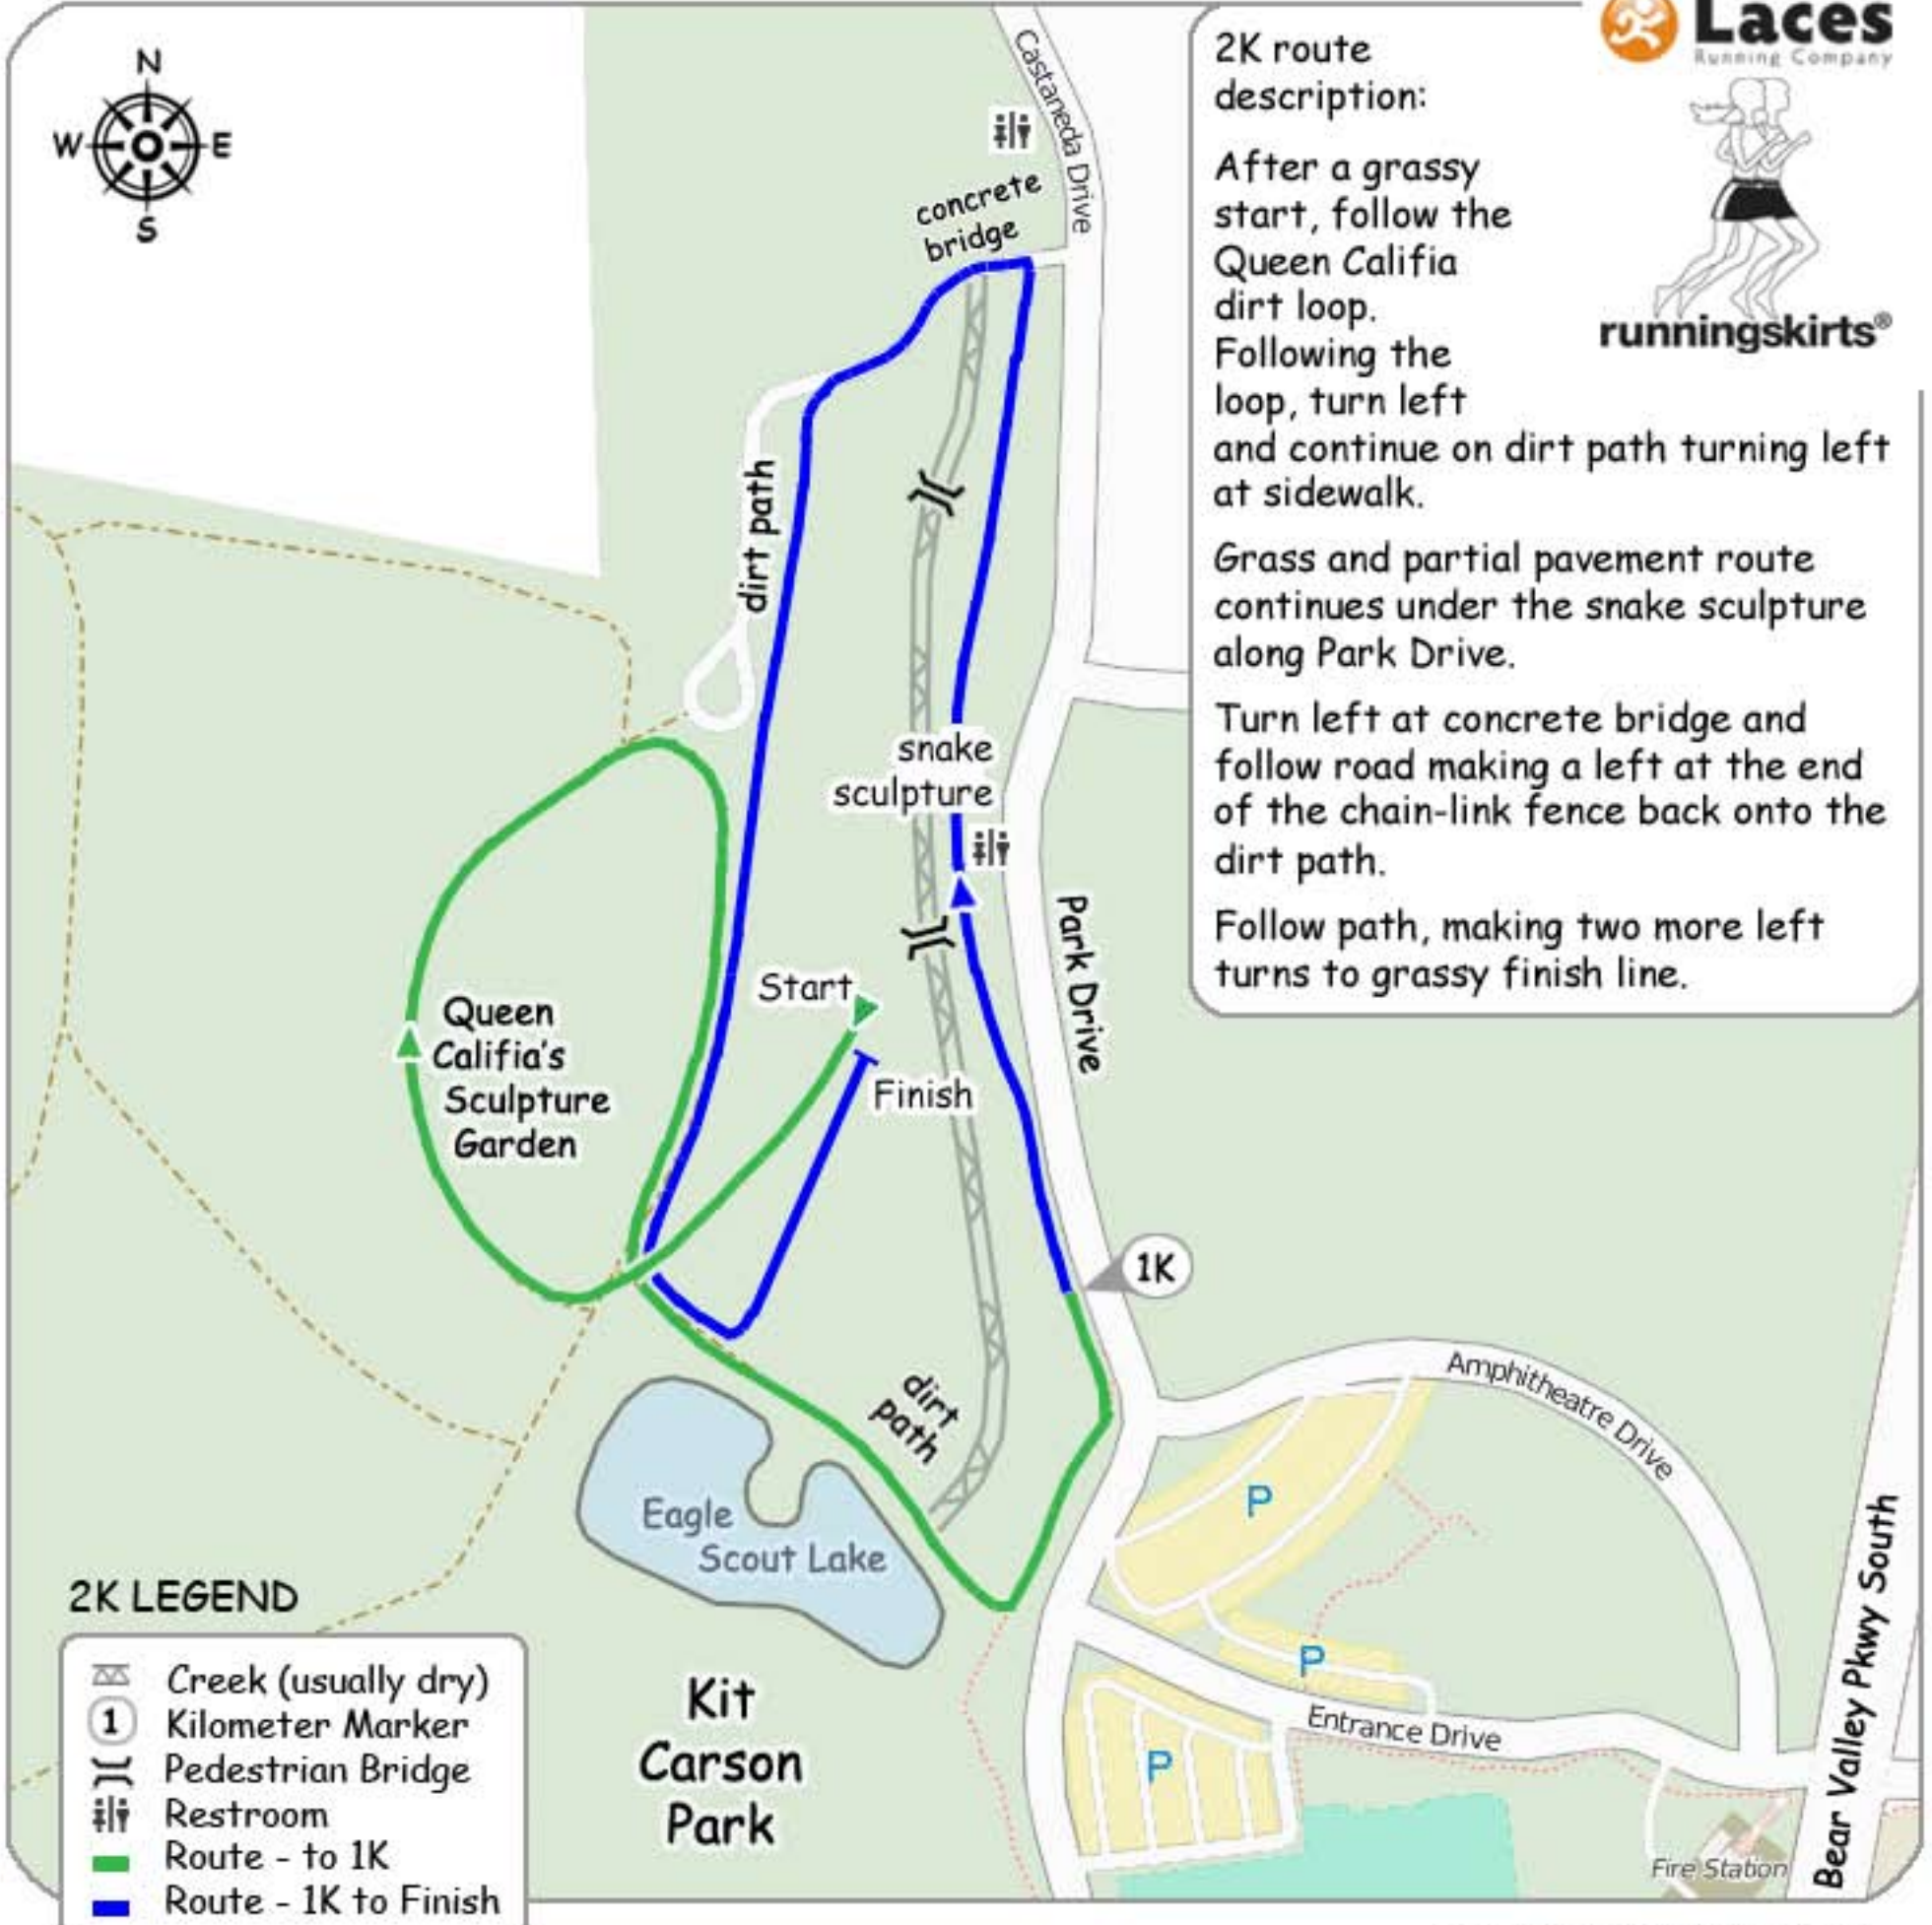 Laces
Running Company
runningskirts®
2K route
description:
After a grassy
start, follow the
Queen Califia
dirt loop.
Following the
loop, turn left
and continue on dirt path turning left
at sidewalk.
Grass and partial pavement route
continues under the snake sculpture
along Park Drive.
Turn left at concrete bridge and
follow road making a left at the end
of the chain-link fence back onto the
dirt path.
Follow path, making two more left
turns to grassy finish line.
N
W
E
S
Castaneda Drive
concrete
bridge
dirt path
snake
sculpture
Park Drive
Start
Finish
Queen
Califia's
Sculpture
Garden
1K
dirt
path
Amphitheatre Drive
Eagle
Scout Lake
P
P
P
Entrance Drive
Bear Valley Pkwy South
Fire Station
Kit
Carson
Park
2K LEGEND
Creek (usually dry)
1
Kilometer Marker
Pedestrian Bridge
Restroom
Route - to 1K
Route - 1K to Finish